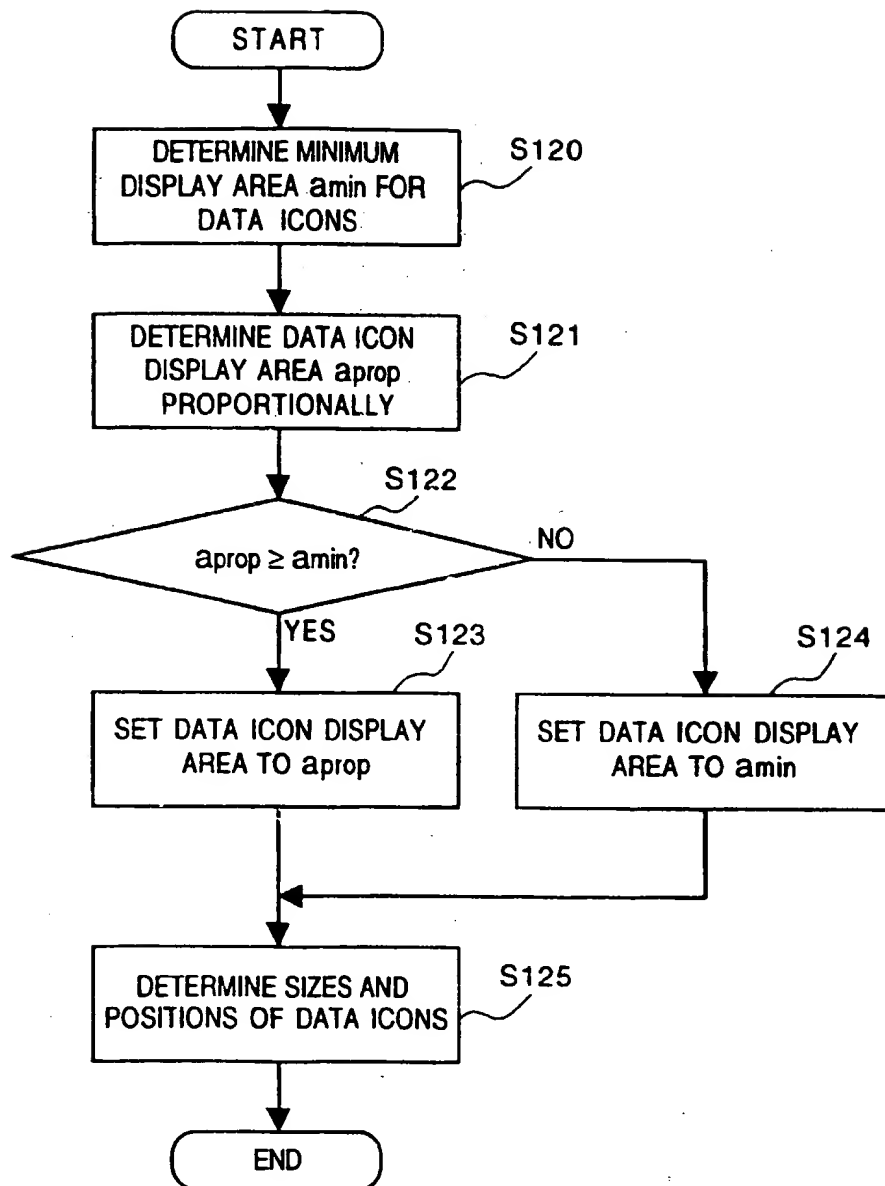 START
DETERMINE MINIMUM
DISPLAY AREA amin FOR
DATA ICONS
S120
DETERMINE DATA ICON
DISPLAY AREA aprop
PROPORTIONALLY
S121
S122
aprop ≥ amin?
NO
YES
S123
S124
SET DATA ICON DISPLAY
AREA TO aprop
SET DATA ICON DISPLAY
AREA TO amin
DETERMINE SIZES AND
POSITIONS OF DATA ICONS
S125
END